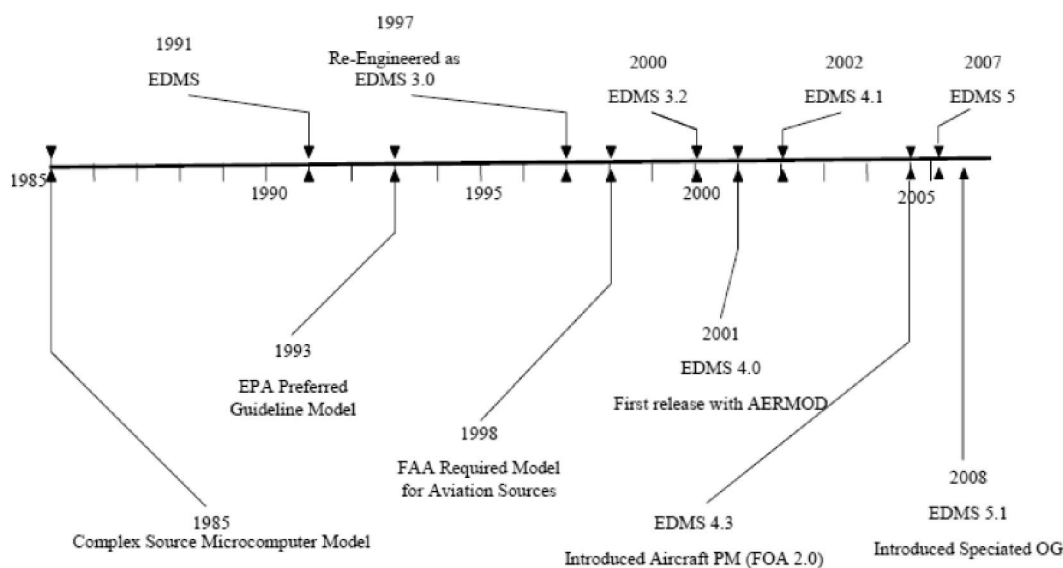 1997
Re-Engineered as
EDMS 3.0
1991
EDMS
2000
EDMS 3.2
2002
EDMS 4.1
2007
EDMS 5
1985
1990
1995
2000
2005
1993
EPA Preferred
Guideline Model
2001
EDMS 4.0
First release with AERMOD
1998
FAA Required Model
for Aviation Sources
1985
Complex Source Microcomputer Model
EDMS 4.3
Introduced Aircraft PM (FOA 2.0)
2008
EDMS 5.1
Introduced Speciated OG